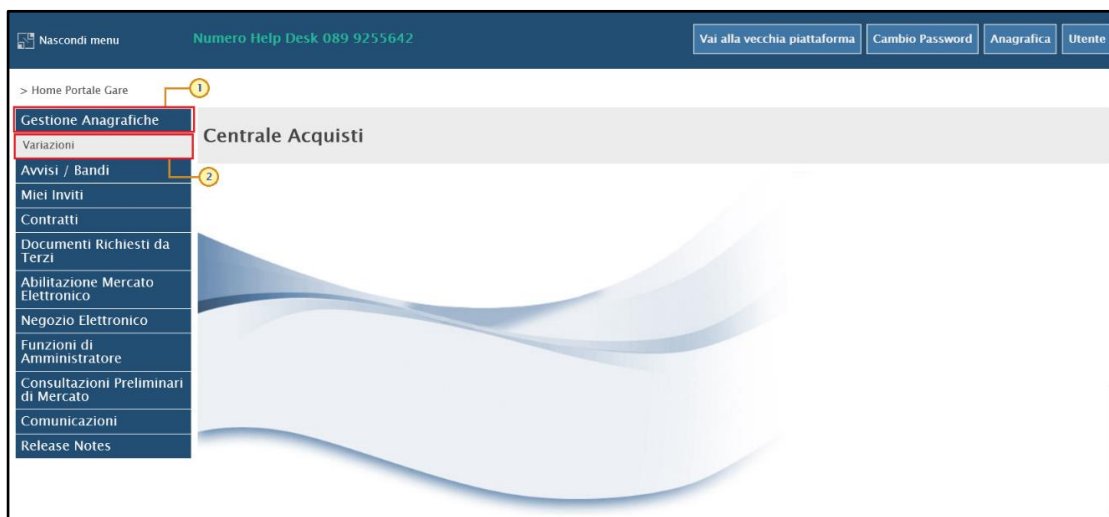 Nascondi menu
Numero Help Desk 089 9255642
Vai alla vecchia piattaforma
Cambio Password
Anagrafica
Utente
> Home Portale Gare
1
Gestione Anagrafiche
Variazioni
Centrale Acquisti
Avvisi / Bandi
2
Miei Inviti
Contratti
Documenti Richiesti da
Terzi
Abilitazione Mercato
Elettronico
Negozio Elettronico
Funzioni di
Amministratore
Consultazioni Preliminari
di Mercato
Comunicazioni
Release Notes